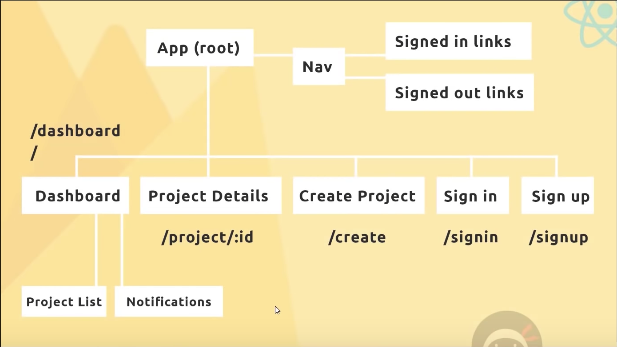 App (root)
Nav
Signed in links
Signed out links
/dashboard
/
Dashboard
Project Details
Create Project
Sign in
Sign up
/project/:id
/create
/signin
/signup
Project List
Notifications